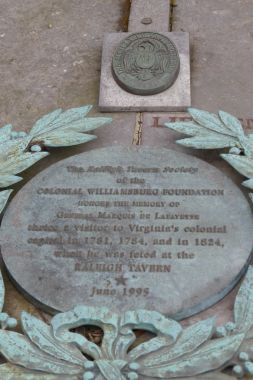 The Raleigh Tavern Society
of the
Colonial Williamsburg Foundation
honors the memory of
General Marquis de Lafayette
thrice a visitor to Virginia's colonial
capital in 1781, 1784, and in 1824,
when he was feted at the
RALEIGH TAVERN
June 1995